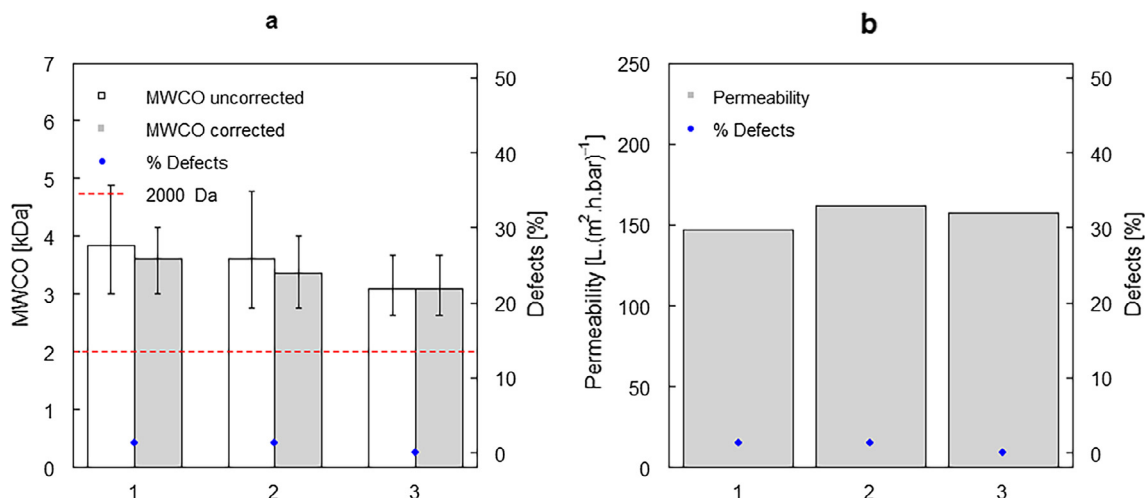 a
7
6
5
4
3
2
1
0
MWCO [kDa]
MWCO uncorrected
MWCO corrected
% Defects
2000 Da
50
40
30
20
10
0
Defects [%]
1 2 3
b
250
200
150
100
50
0
Permeability [L.(m².h.bar)⁻¹]
Permeability
% Defects
50
40
30
20
10
0
Defects [%]
1 2 3